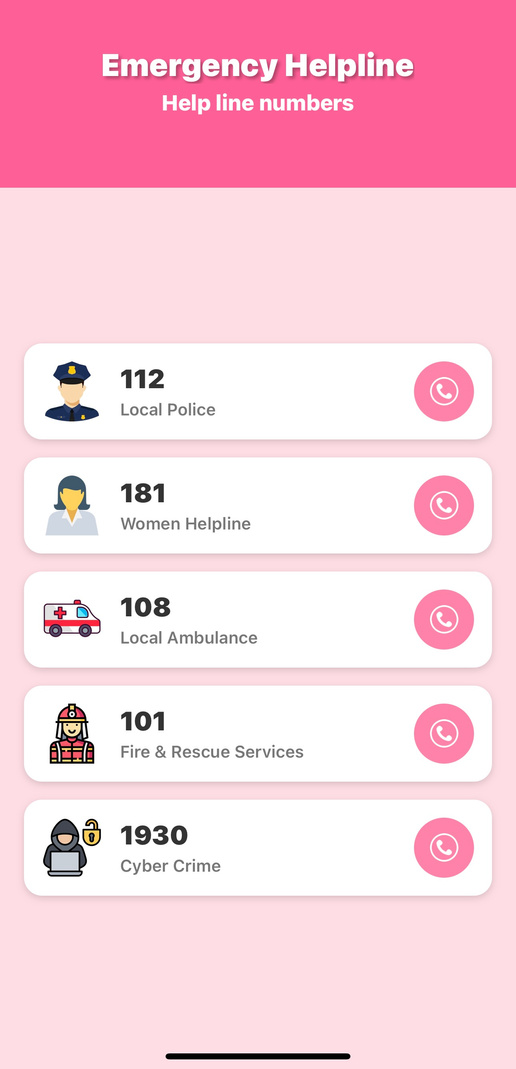 Emergency Helpline
Help line numbers
112
Local Police
181
Women Helpline
108
Local Ambulance
101
Fire & Rescue Services
1930
Cyber Crime